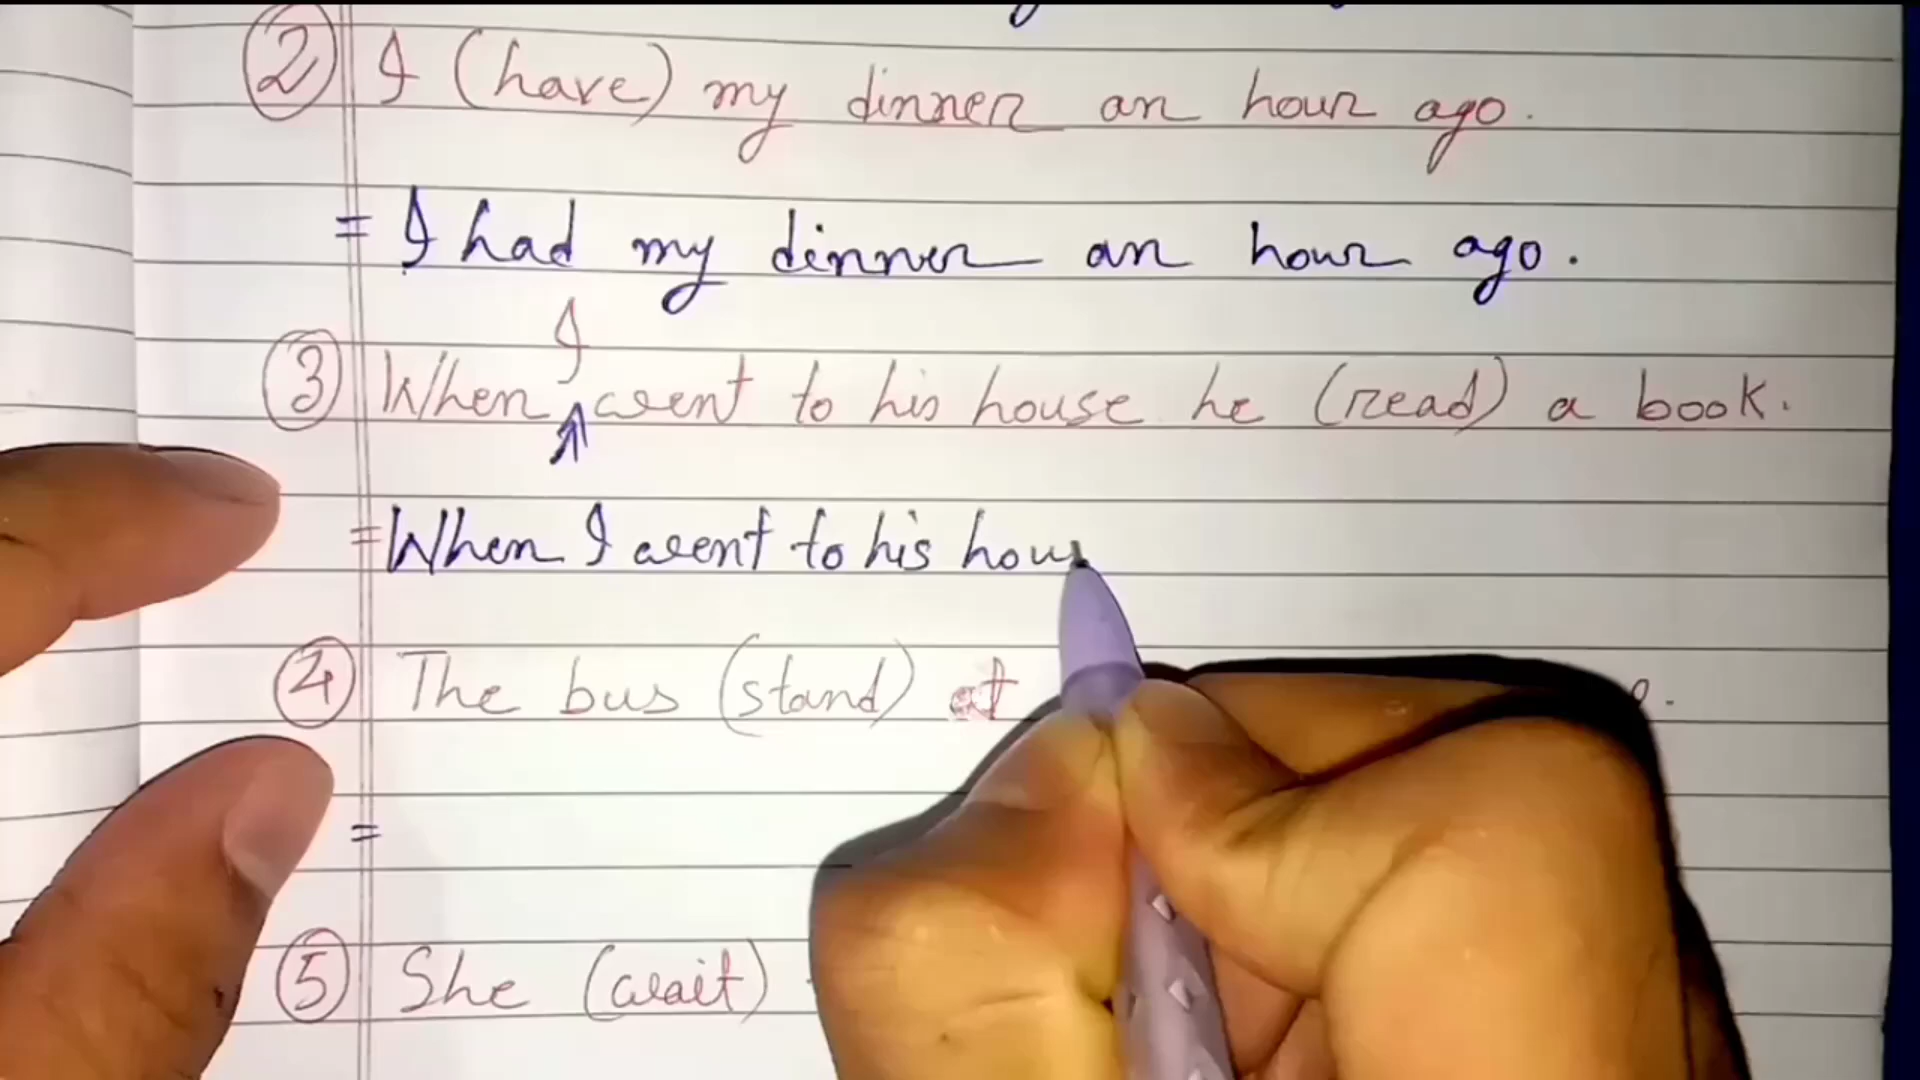 ② I (have) my dinner an hour ago.
= I had my dinner an hour ago.
I
③ When went to his house he (read) a book.
= When I went to his hou
④ The bus (stand) at
=
⑤ She (wait)